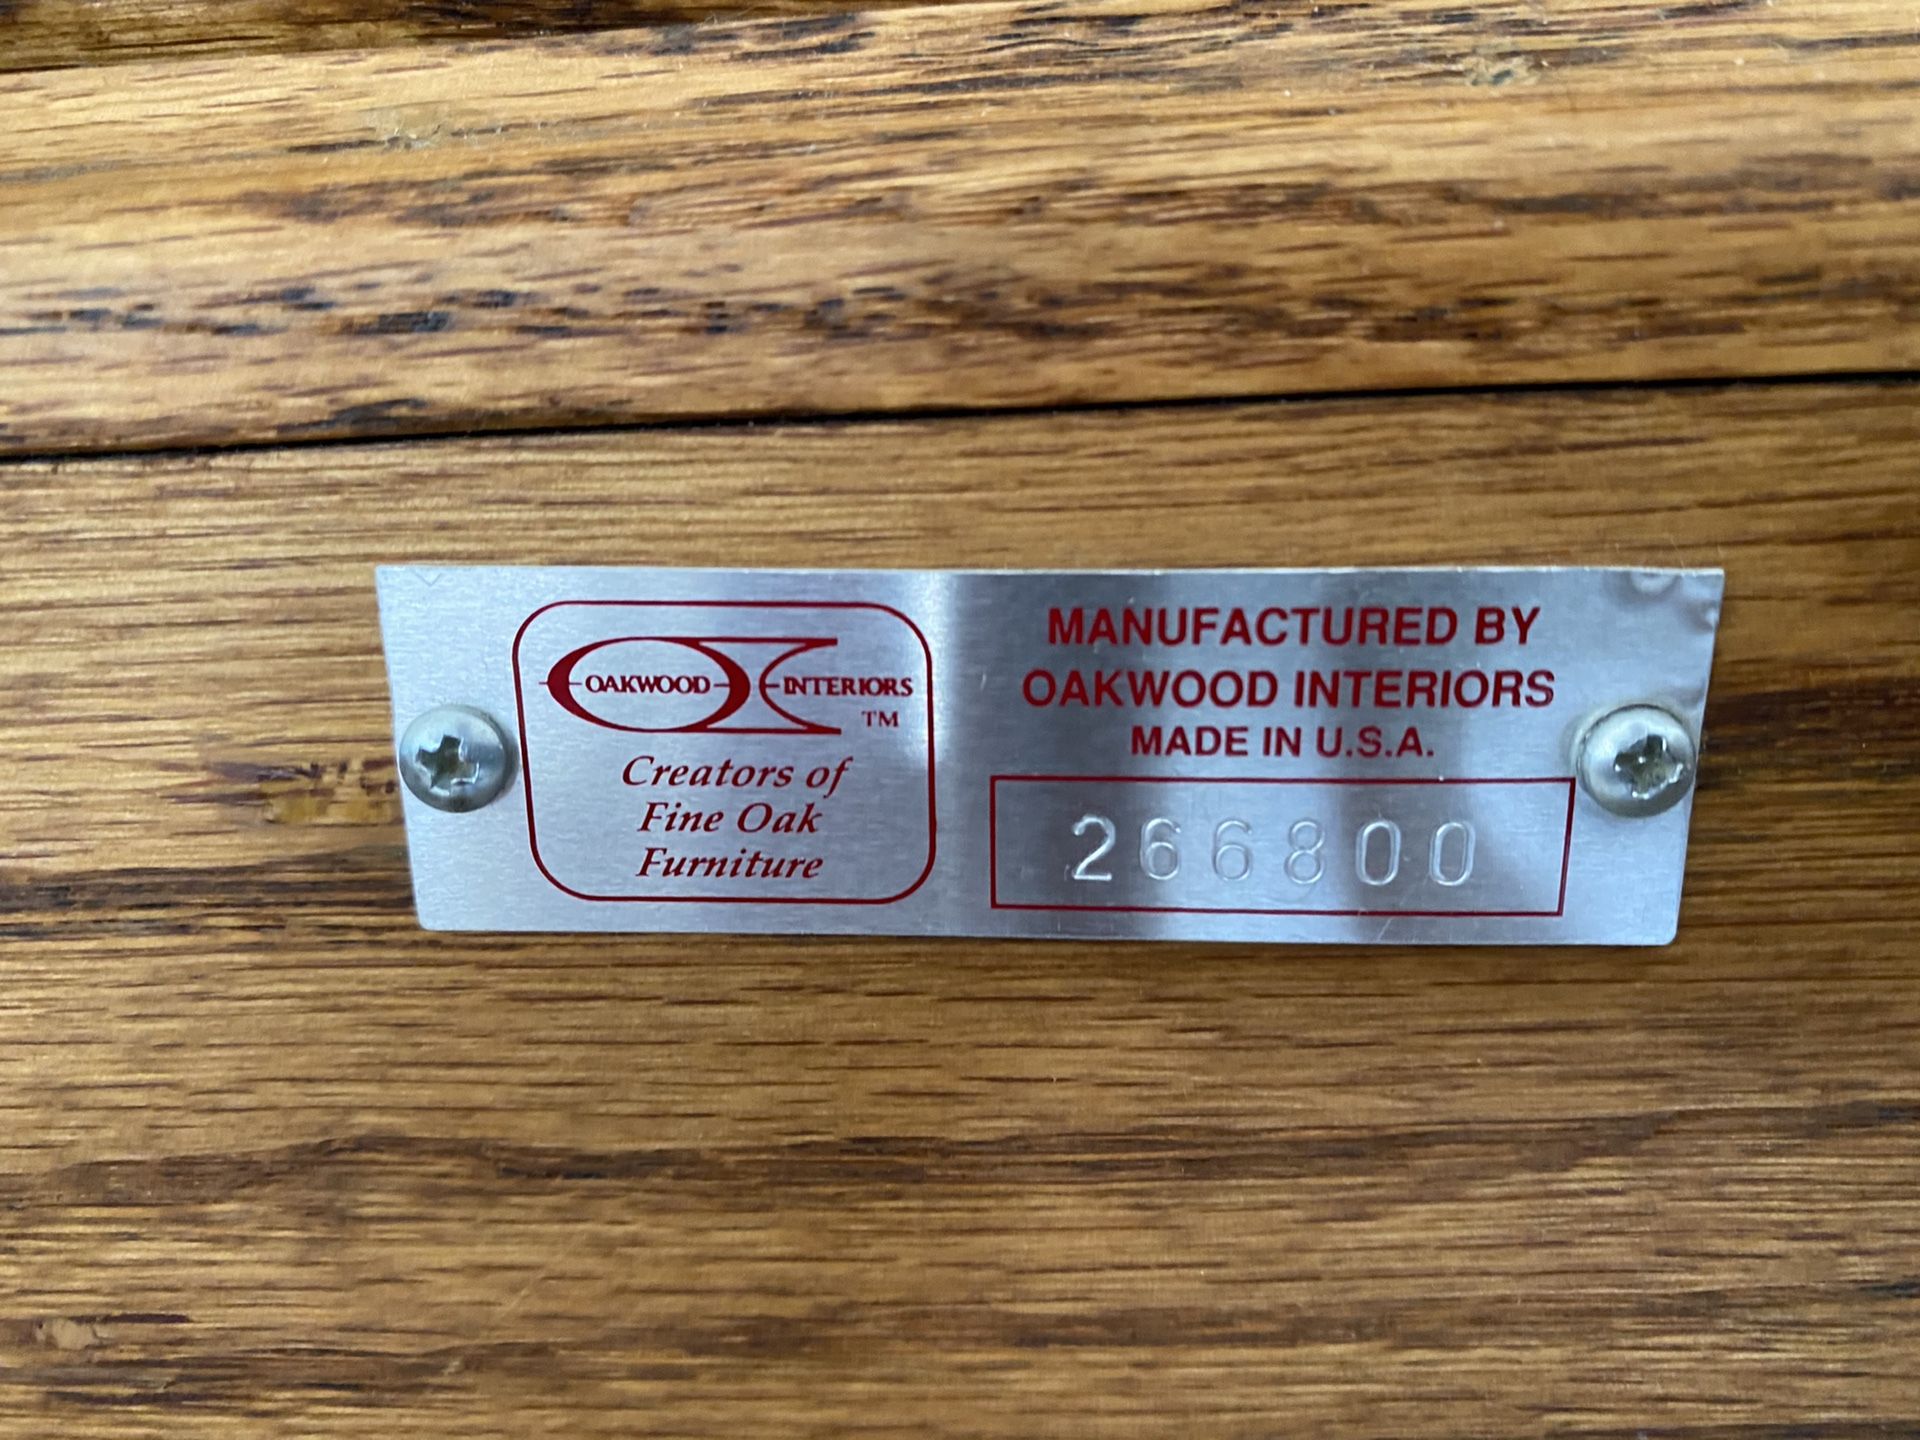 OAKWOOD INTERIORS
TM
Creators of
Fine Oak
Furniture
MANUFACTURED BY
OAKWOOD INTERIORS
MADE IN U.S.A.
266800